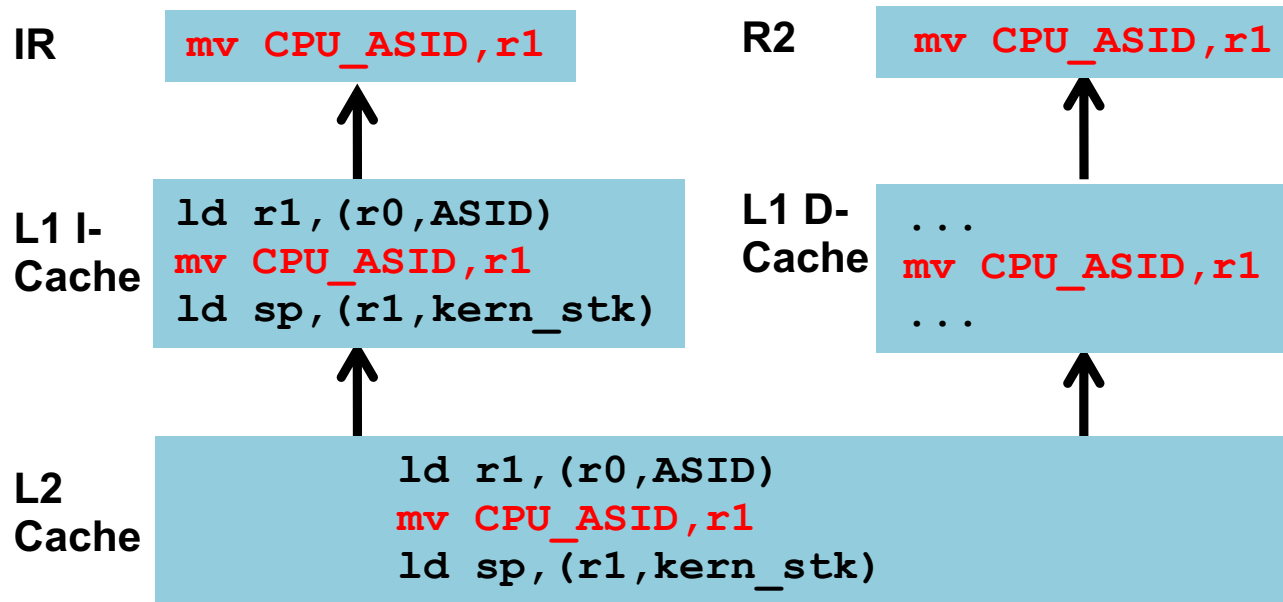 IR
mv CPU_ASID,r1
R2
mv CPU_ASID,r1
L1 I-
Cache
ld r1,(r0,ASID)
mv CPU_ASID,r1
ld sp,(r1,kern_stk)
L1 D-
Cache
...
mv CPU_ASID,r1
...
L2
Cache
ld r1,(r0,ASID)
mv CPU_ASID,r1
ld sp,(r1,kern_stk)